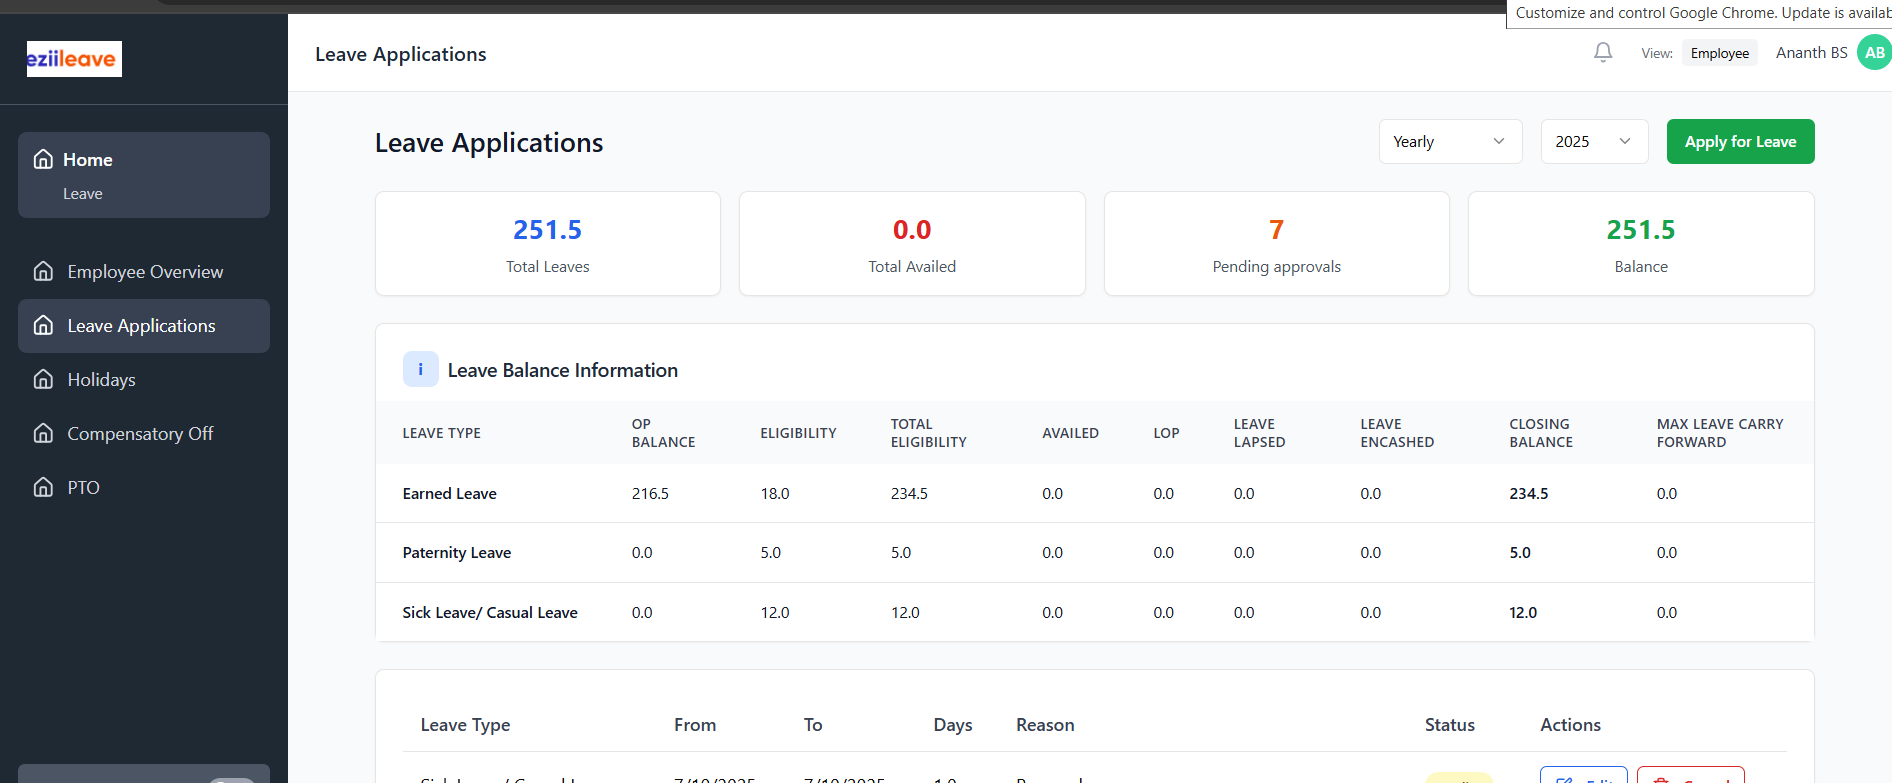 Customize and control Google Chrome. Update is availab
eziileave
Leave Applications
View: Employee Ananth BS AB
Home
Leave
Employee Overview
Leave Applications
Holidays
Compensatory Off
PTO
Leave Applications
Yearly 2025 Apply for Leave
251.5 0.0 7 251.5
Total Leaves Total Availed Pending approvals Balance
i Leave Balance Information
LEAVE TYPE OP BALANCE ELIGIBILITY TOTAL ELIGIBILITY AVAILED LOP LEAVE LAPSED LEAVE ENCASHED CLOSING BALANCE MAX LEAVE CARRY FORWARD
Earned Leave 216.5 18.0 234.5 0.0 0.0 0.0 0.0 234.5 0.0
Paternity Leave 0.0 5.0 5.0 0.0 0.0 0.0 0.0 5.0 0.0
Sick Leave/ Casual Leave 0.0 12.0 12.0 0.0 0.0 0.0 0.0 12.0 0.0
Leave Type From To Days Reason Status Actions